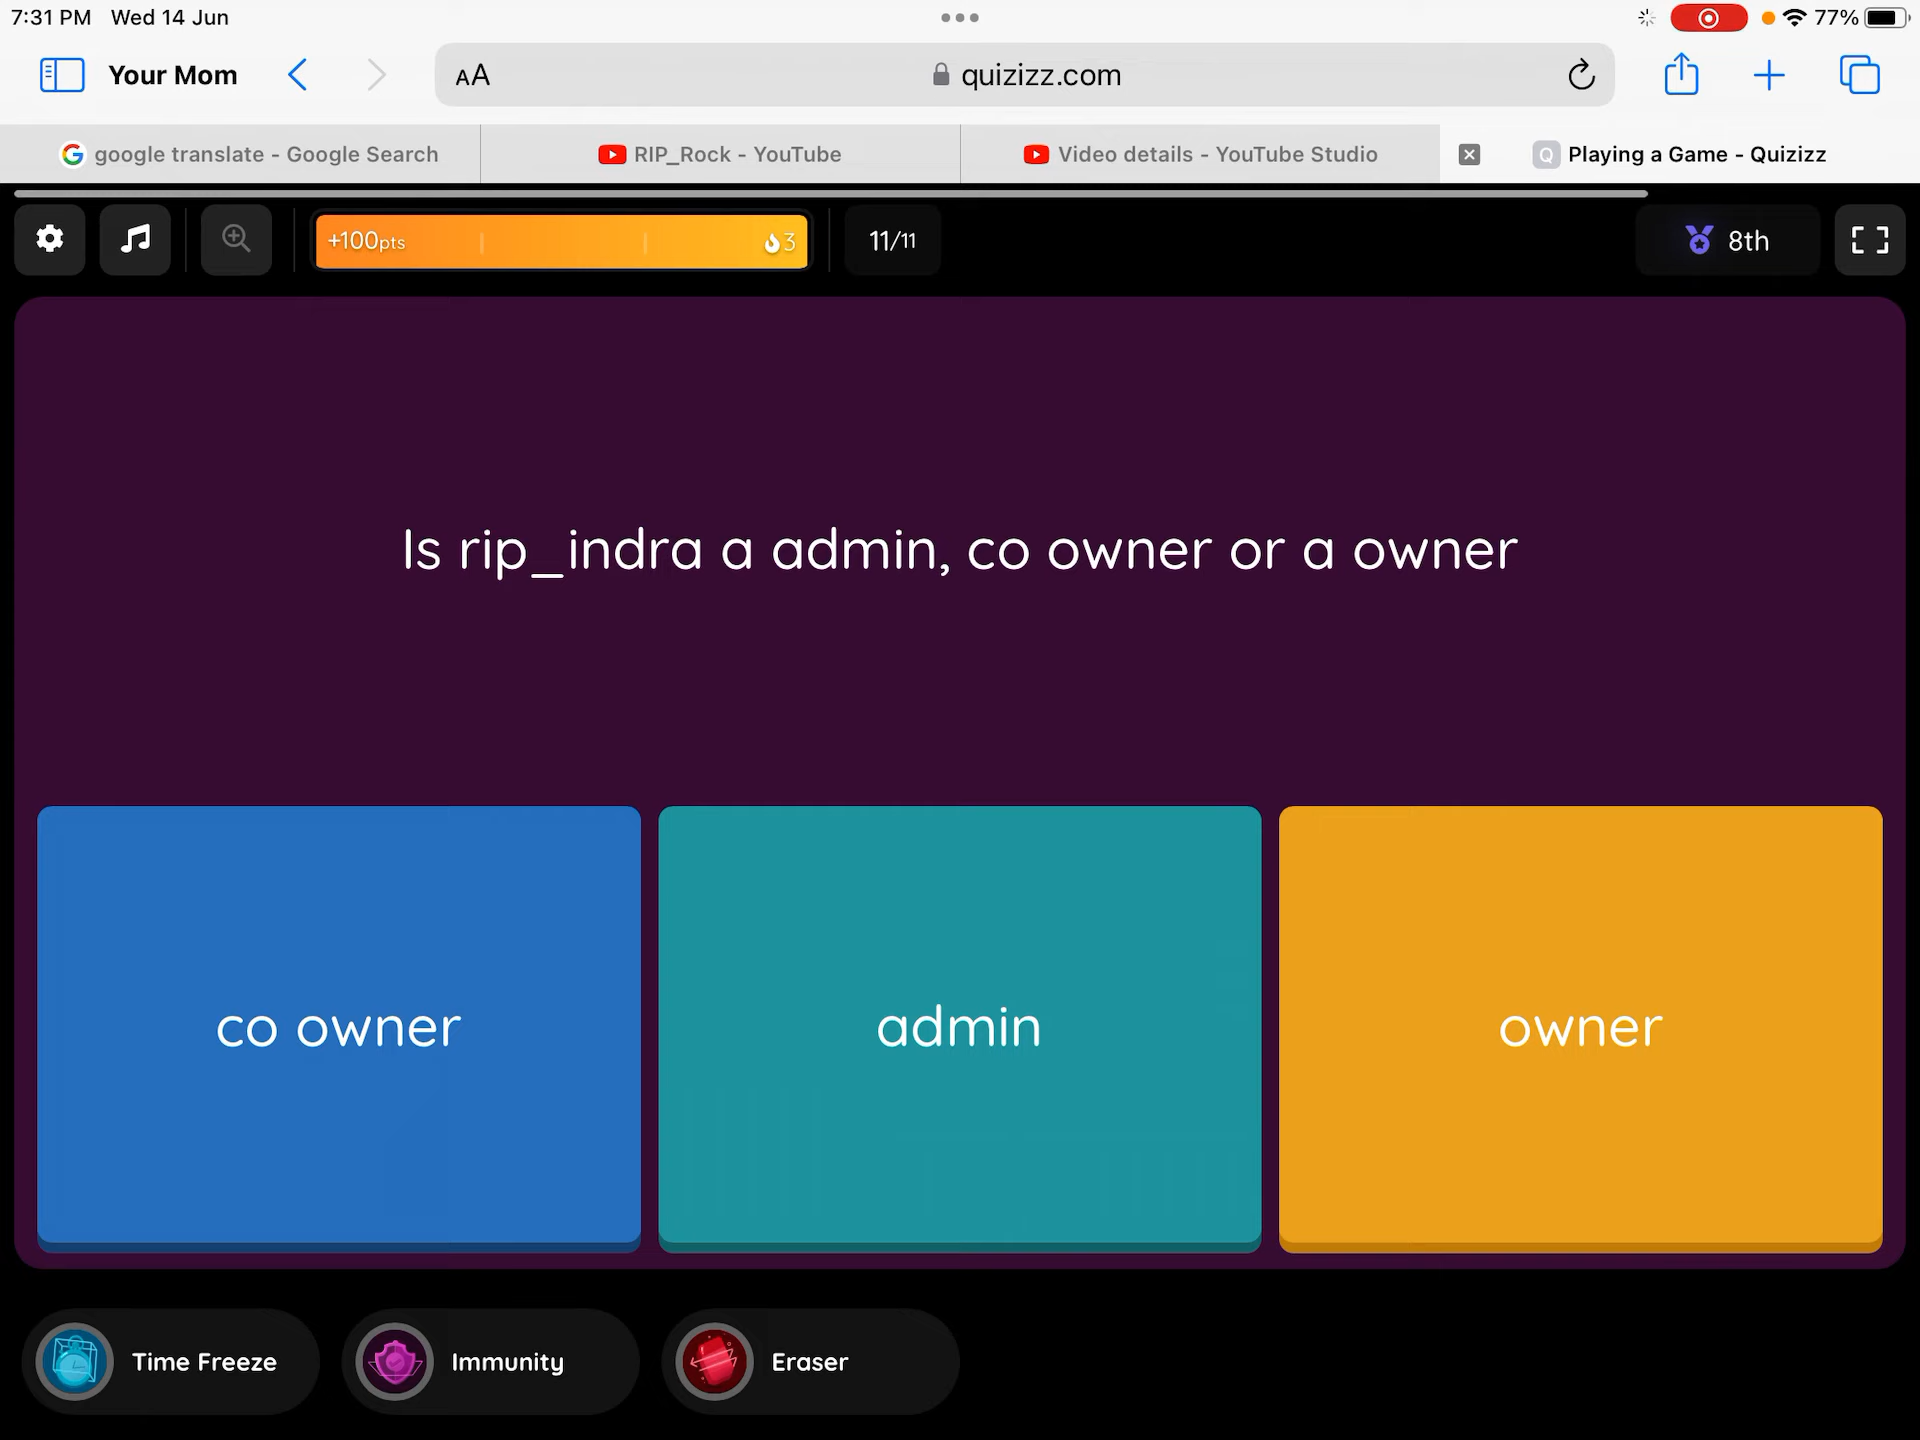 7:31 PM Wed 14 Jun
77%
Your Mom
AA
quizizz.com
google translate - Google Search
RIP_Rock - YouTube
Video details - YouTube Studio
Q Playing a Game - Quizizz
+100pts
3
11/11
8th
Is rip_indra a admin, co owner or a owner
co owner
admin
owner
Time Freeze
Immunity
Eraser